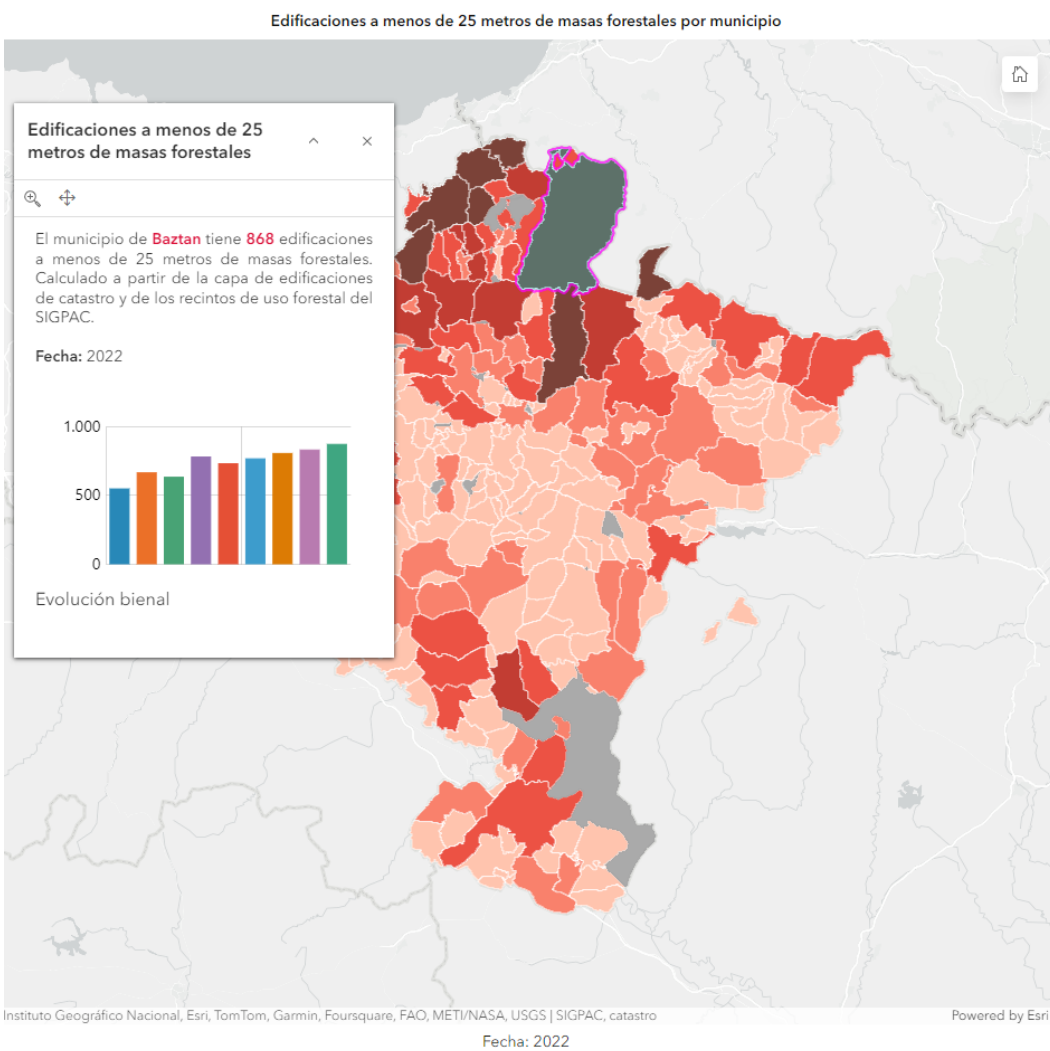 Edificaciones a menos de 25 metros de masas forestales por municipio
Edificaciones a menos de 25
metros de masas forestales
El municipio de Baztan tiene 868 edificaciones
a menos de 25 metros de masas forestales.
Calculado a partir de la capa de edificaciones
de catastro y de los recintos de uso forestal del
SIGPAC.
Fecha: 2022
1.000
500
0
Evolución bienal
Instituto Geográfico Nacional, Esri, TomTom, Garmin, Foursquare, FAO, METI/NASA, USGS | SIGPAC, catastro
Powered by Esri
Fecha: 2022